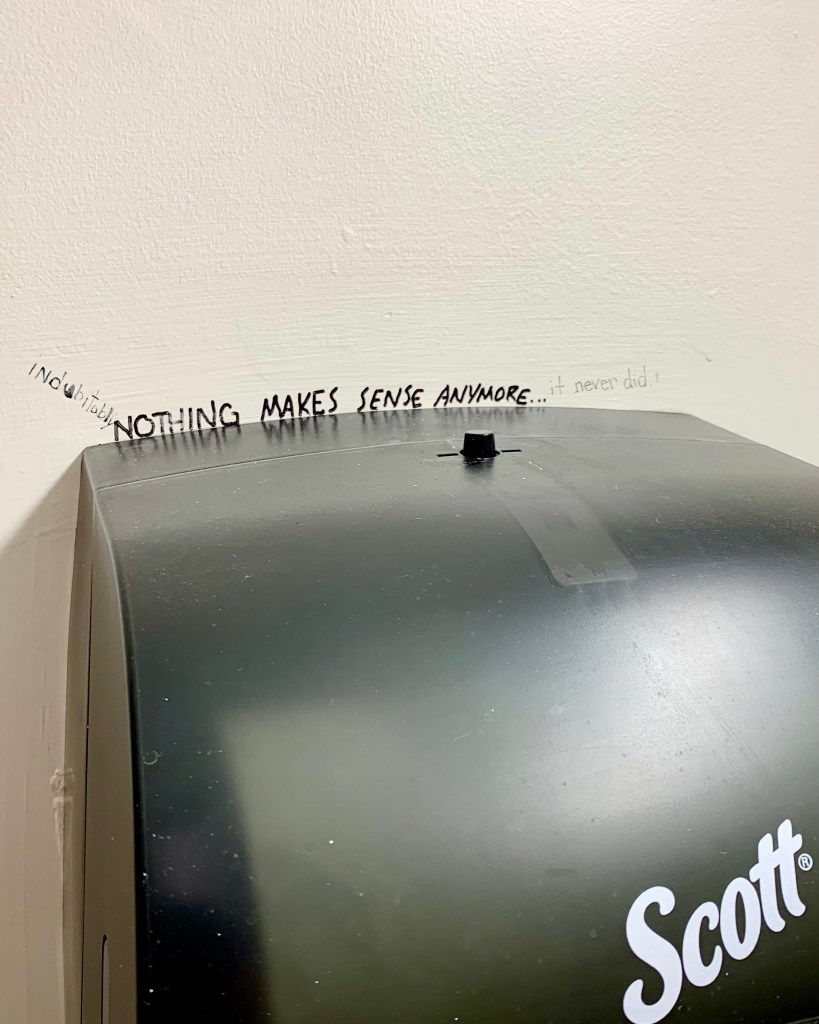 INdubitably NOTHING MAKES SENSE ANYMORE... it never did.
Scott®